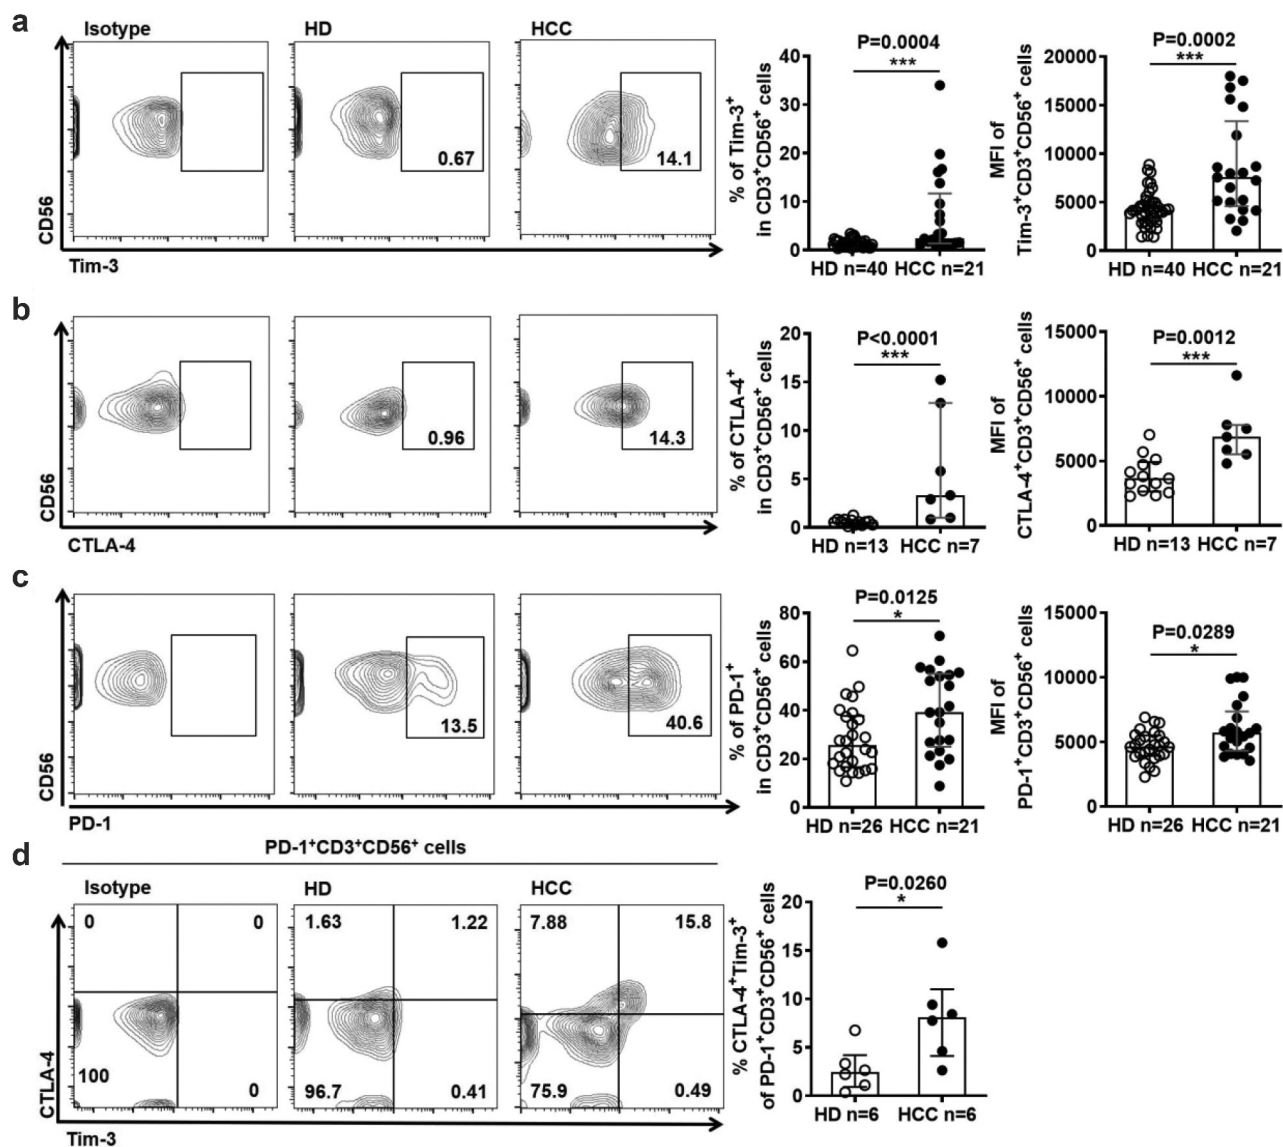 a
Isotype
HD
HCC
CD56
0.67
14.1
Tim-3
% of Tim-3⁺
in CD3⁺CD56⁺ cells
40
30
20
10
0
P=0.0004
***
HD n=40
HCC n=21
MFI of
Tim-3⁺CD3⁺CD56⁺ cells
20000
15000
10000
5000
0
P=0.0002
***
HD n=40
HCC n=21
b
CD56
0.96
14.3
CTLA-4
% of CTLA-4⁺
in CD3⁺CD56⁺ cells
20
15
10
5
0
P<0.0001
***
HD n=13
HCC n=7
MFI of
CTLA-4⁺CD3⁺CD56⁺ cells
15000
10000
5000
0
P=0.0012
***
HD n=13
HCC n=7
c
CD56
13.5
40.6
PD-1
% of PD-1⁺
in CD3⁺CD56⁺ cells
80
60
40
20
0
P=0.0125
*
HD n=26
HCC n=21
MFI of
PD-1⁺CD3⁺CD56⁺ cells
15000
10000
5000
0
P=0.0289
*
HD n=26
HCC n=21
d
PD-1⁺CD3⁺CD56⁺ cells
Isotype
HD
HCC
CTLA-4
0
0
100
0
1.63
1.22
96.7
0.41
7.88
15.8
75.9
0.49
Tim-3
% CTLA-4⁺Tim-3⁺
of PD-1⁺CD3⁺CD56⁺ cells
20
15
10
5
0
P=0.0260
*
HD n=6
HCC n=6